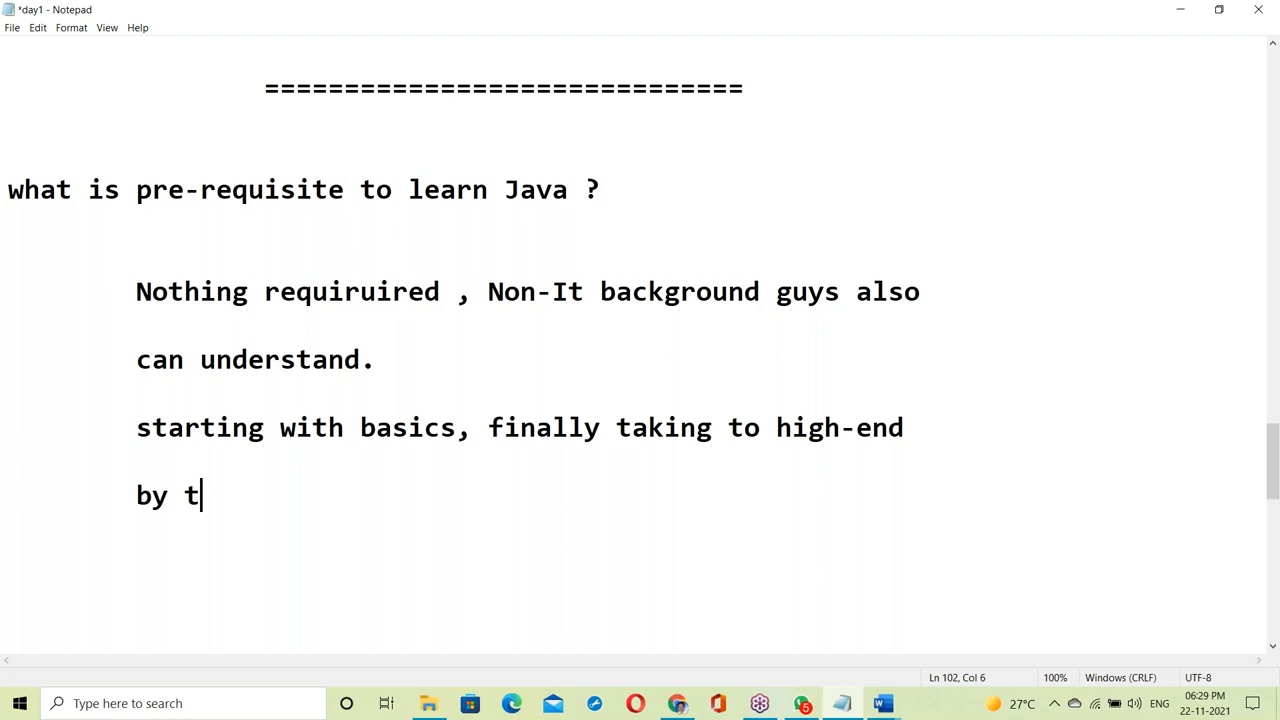 *day1 - Notepad
File Edit Format View Help
==============================
what is pre-requisite to learn Java ?
Nothing requiruired , Non-It background guys also
can understand.
starting with basics, finally taking to high-end
by t
Ln 102, Col 6 100% Windows (CRLF) UTF-8
Type here to search 5 W 27°C ENG 06:29 PM
22-11-2021